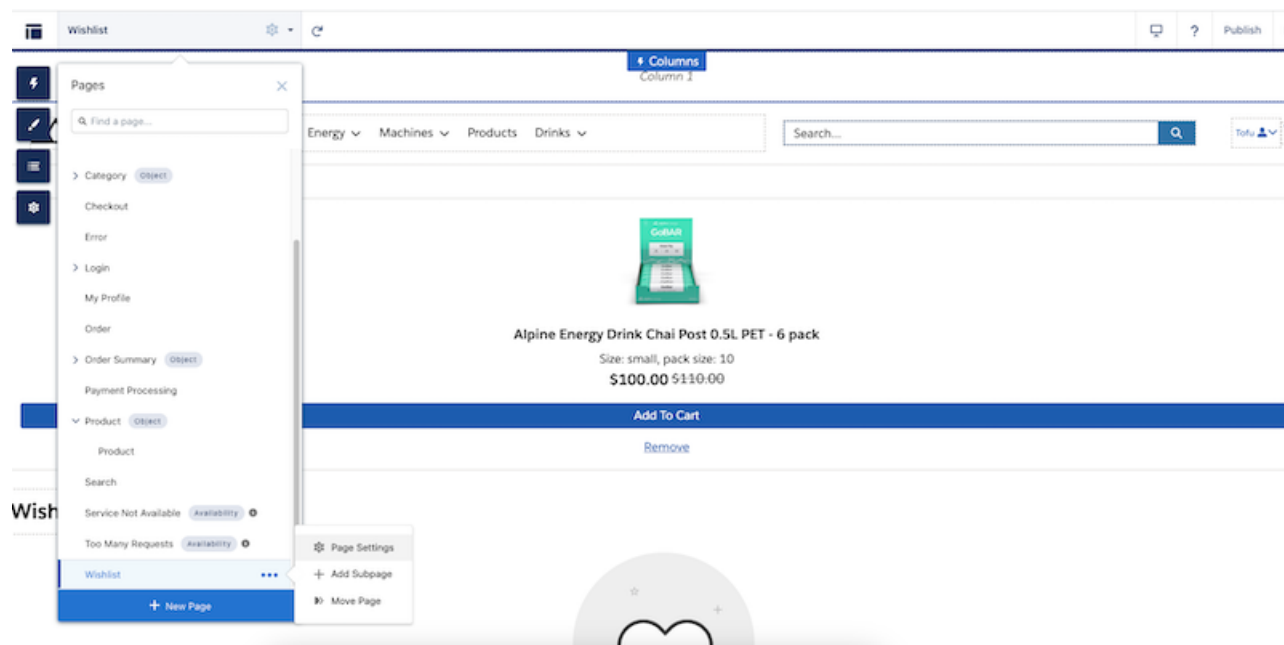 Wishlist
? Publish
Columns
Column 1
Pages
Find a page...
Energy Machines Products Drinks
Search...
Tofu
Category Object
Checkout
Error
Login
My Profile
Order
Order Summary Object
Payment Processing
Product Object
Product
Search
Service Not Available Availability
Too Many Requests Availability
Wishlist
+ New Page
Page Settings
+ Add Subpage
Move Page
GoBAR
Alpine Energy Drink Chai Post 0.5L PET - 6 pack
Size: small, pack size: 10
$100.00 $110.00
Add To Cart
Remove
Wish